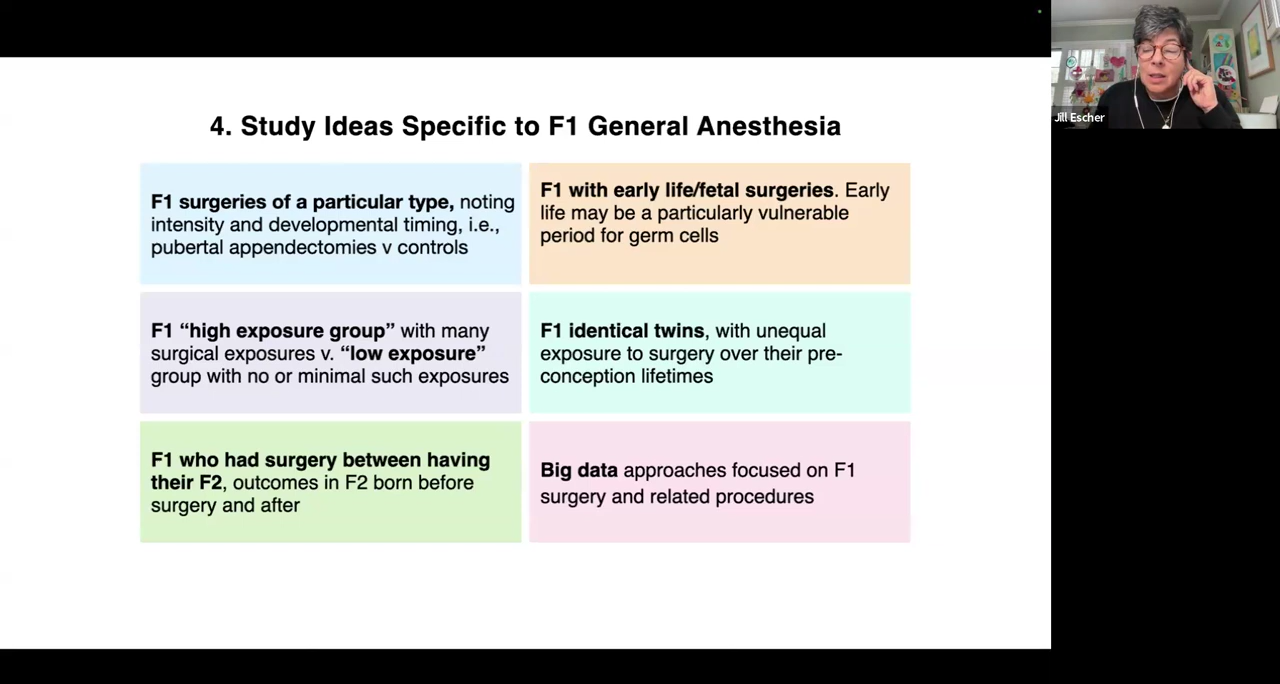 4. Study Ideas Specific to F1 General Anesthesia
F1 surgeries of a particular type, noting
intensity and developmental timing, i.e.,
pubertal appendectomies v controls
F1 with early life/fetal surgeries. Early
life may be a particularly vulnerable
period for germ cells
F1 “high exposure group” with many
surgical exposures v. “low exposure”
group with no or minimal such exposures
F1 identical twins, with unequal
exposure to surgery over their pre-
conception lifetimes
F1 who had surgery between having
their F2, outcomes in F2 born before
surgery and after
Big data approaches focused on F1
surgery and related procedures
Jill Escher